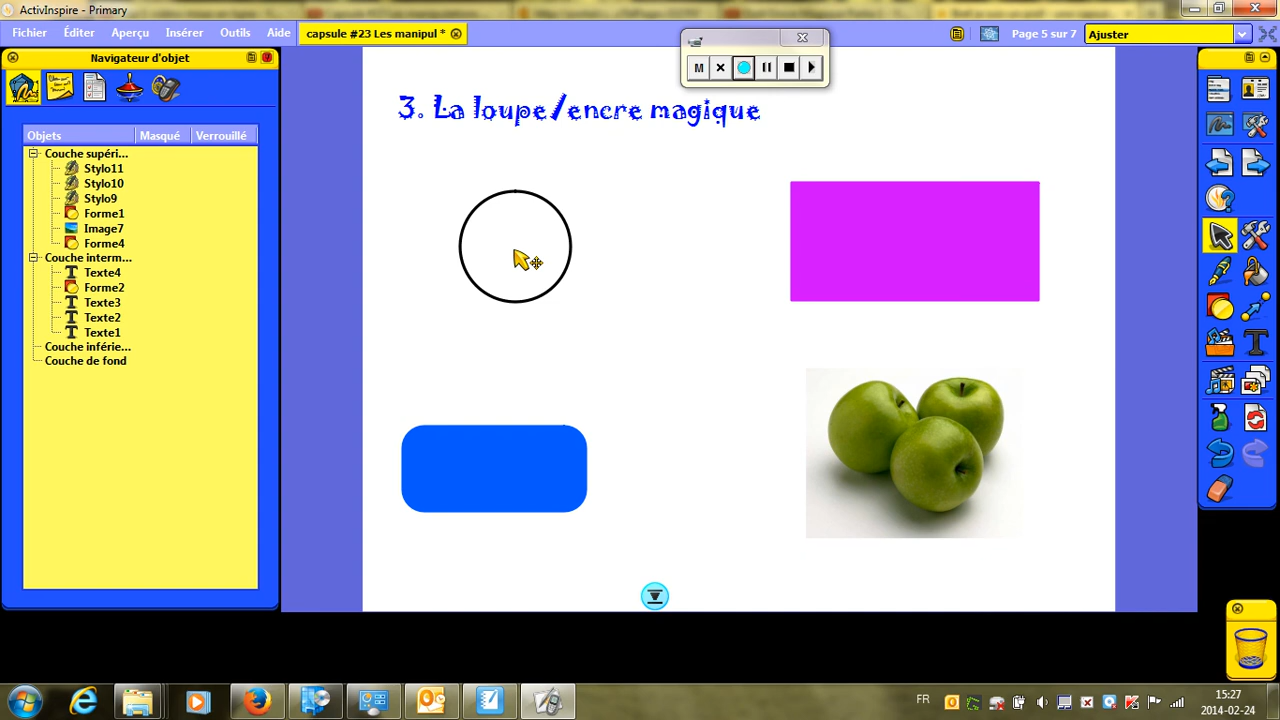 ActivInspire - Primary
Fichier Éditer Aperçu Insérer Outils Aide
capsule #23 Les manipul *
Page 5 sur 7
Ajuster
Navigateur d'objet
M
3. La loupe/encre magique
Objets Masqué Verrouillé
Couche supéri...
Stylo11
Stylo10
Stylo9
Forme1
Image7
Forme4
Couche interm...
Texte4
Forme2
Texte3
Texte2
Texte1
Couche inférie...
Couche de fond
FR
15:27
2014-02-24